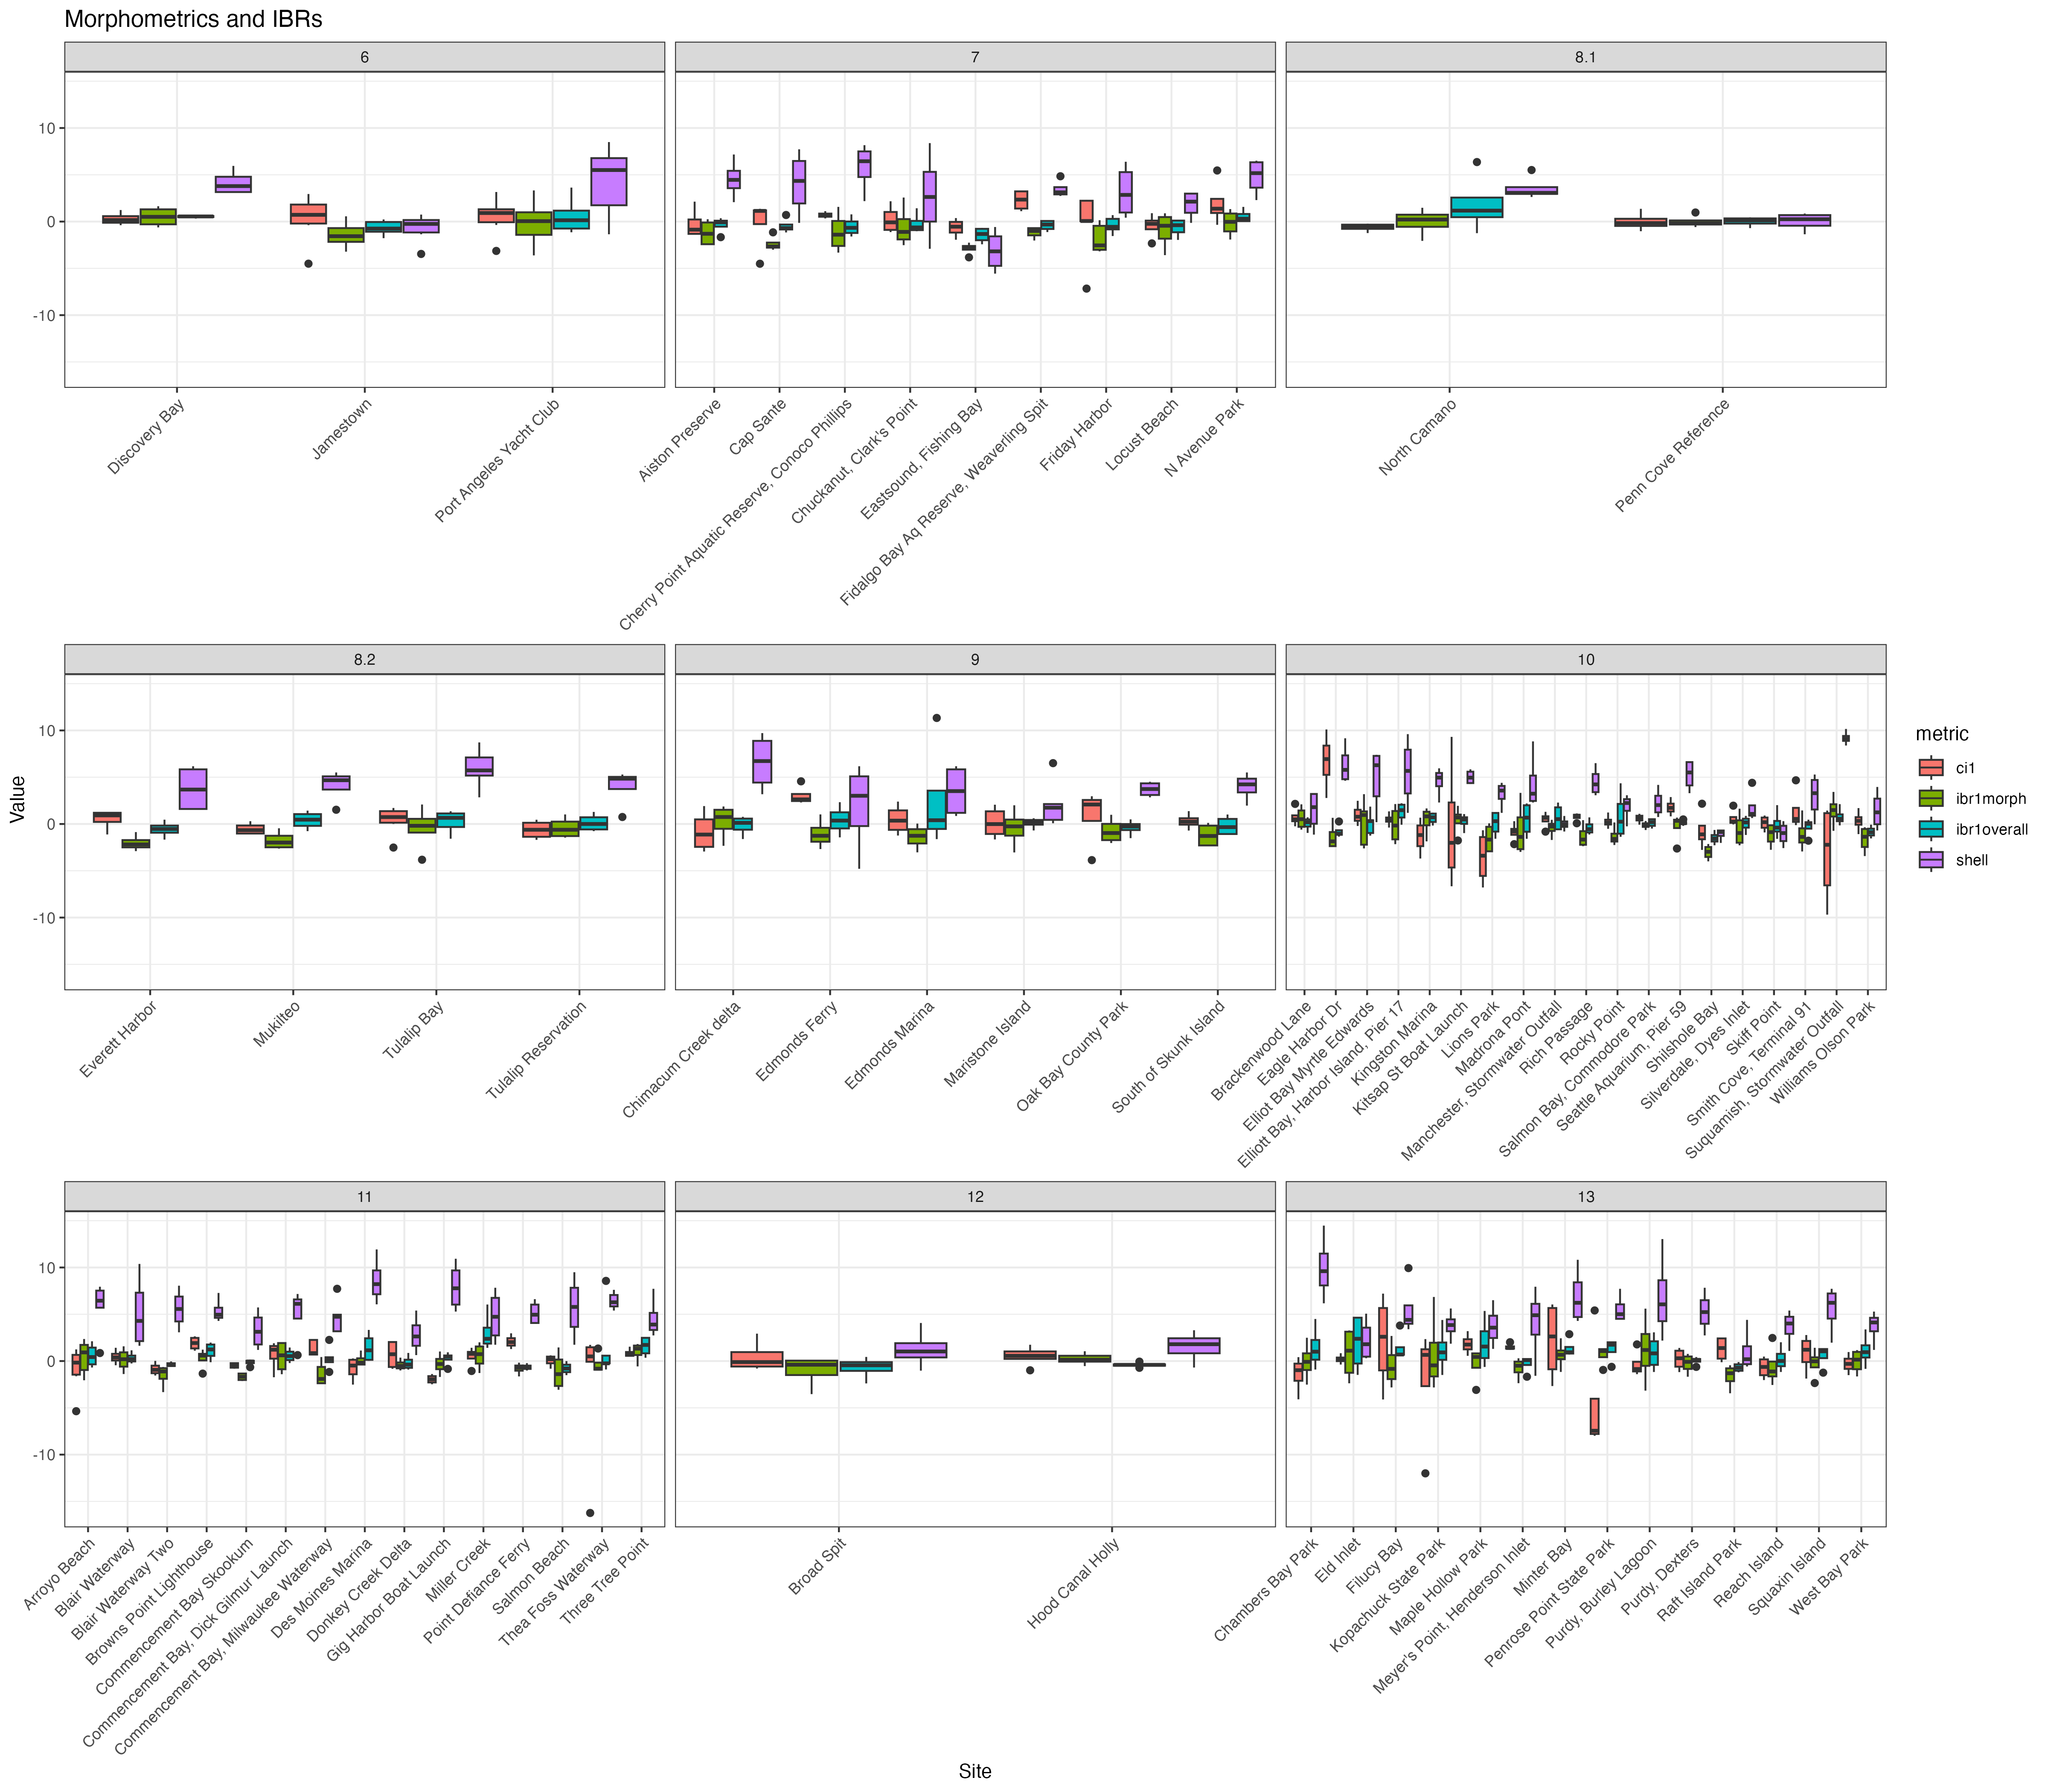 Morphometrics and IBRs
6
7
8.1
10
0
-10
Discovery Bay
Jamestown
Port Angeles Yacht Club
Aiston Preserve
Cap Sante
Cherry Point Aquatic Reserve, Conoco Phillips
Chuckanut, Clark's Point
Eastsound, Fishing Bay
Fidalgo Bay Aq Reserve, Weaverling Spit
Friday Harbor
Locust Beach
N Avenue Park
North Camano
Penn Cove Reference
8.2
9
10
10
0
-10
Value
Everett Harbor
Mukilteo
Tulalip Bay
Tulalip Reservation
Chimacum Creek delta
Edmonds Ferry
Edmonds Marina
Maristone Island
Oak Bay County Park
South of Skunk Island
Brackenwood Lane
Eagle Harbor Dr
Elliot Bay Myrtle Edwards
Elliott Bay, Harbor Island, Pier 17
Kingston Marina
Kitsap St Boat Launch
Lions Park
Madrona Pont
Manchester, Stormwater Outfall
Rich Passage
Rocky Point
Salmon Bay, Commodore Park
Seattle Aquarium, Pier 59
Shilshole Bay
Silverdale, Dyes Inlet
Skiff Point
Smith Cove, Terminal 91
Suquamish, Stormwater Outfall
Williams Olson Park
metric
ci1
ibr1morph
ibr1overall
shell
11
12
13
10
0
-10
Arroyo Beach
Blair Waterway
Blair Waterway Two
Browns Point Lighthouse
Commencement Bay Skookum
Commencement Bay, Dick Gilmur Launch
Commencement Bay, Milwaukee Waterway
Des Moines Marina
Donkey Creek Delta
Gig Harbor Boat Launch
Miller Creek
Point Defiance Ferry
Salmon Beach
Thea Foss Waterway
Three Tree Point
Broad Spit
Hood Canal Holly
Chambers Bay Park
Eld Inlet
Filucy Bay
Kopachuck State Park
Maple Hollow Park
Meyer's Point, Henderson Inlet
Minter Bay
Penrose Point State Park
Purdy, Burley Lagoon
Purdy, Dexters
Raft Island Park
Reach Island
Squaxin Island
West Bay Park
Site